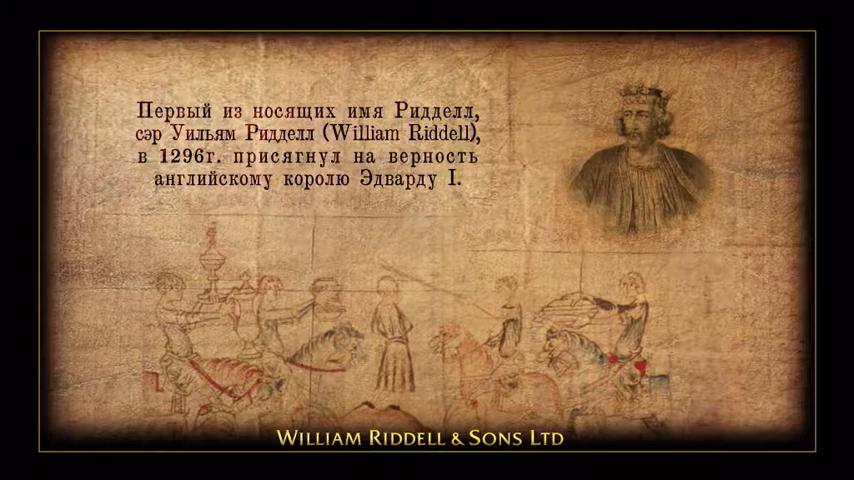 Первый из носящих имя Ридделл,
сэр Уильям Ридделл (William Riddell),
в 1296г. присягнул на верность
английскому королю Эдварду I.
WILLIAM RIDDELL & SONS LTD